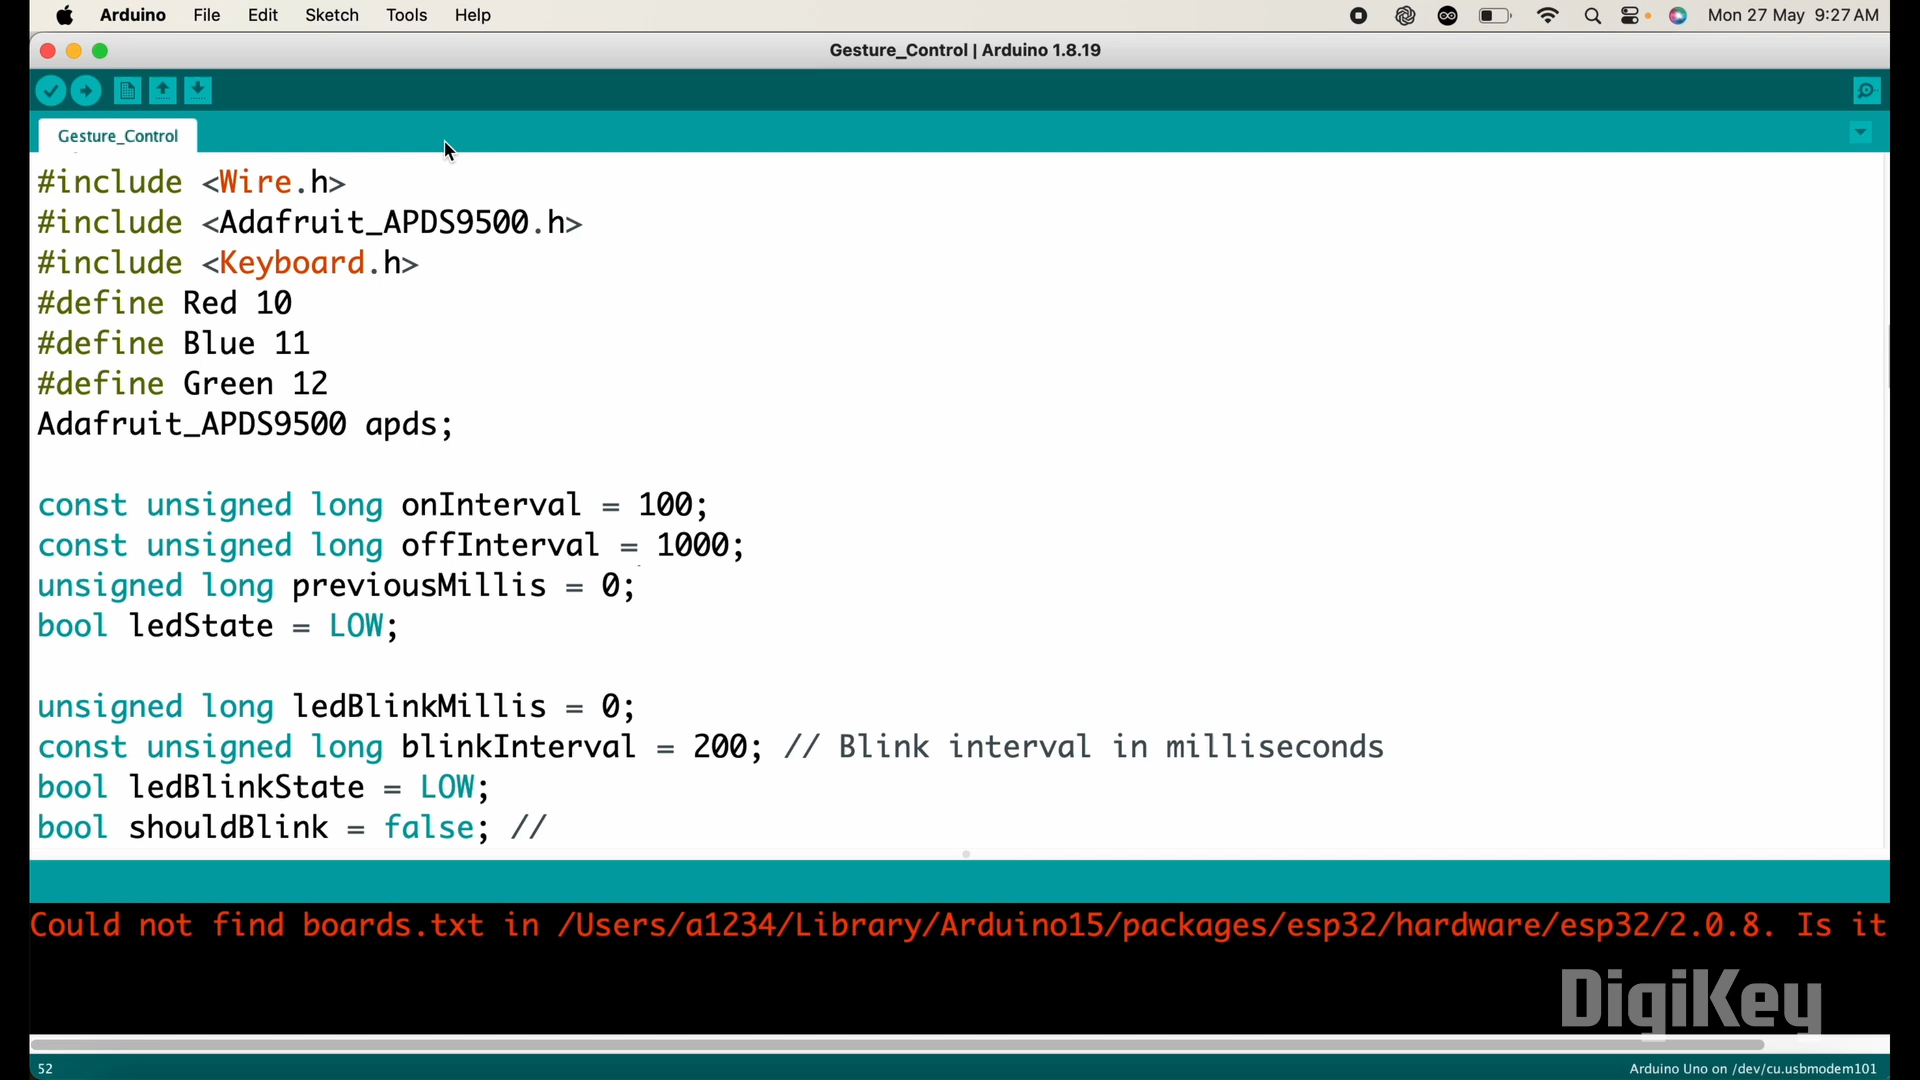 Arduino File Edit Sketch Tools Help Mon 27 May 9:27 AM
Gesture_Control | Arduino 1.8.19
Gesture_Control
#include <Wire.h>
#include <Adafruit_APDS9500.h>
#include <Keyboard.h>
#define Red 10
#define Blue 11
#define Green 12
Adafruit_APDS9500 apds;
const unsigned long onInterval = 100;
const unsigned long offInterval = 1000;
unsigned long previousMillis = 0;
bool ledState = LOW;
unsigned long ledBlinkMillis = 0;
const unsigned long blinkInterval = 200; // Blink interval in milliseconds
bool ledBlinkState = LOW;
bool shouldBlink = false; //
Could not find boards.txt in /Users/a1234/Library/Arduino15/packages/esp32/hardware/esp32/2.0.8. Is it
DigiKey
52 Arduino Uno on /dev/cu.usbmodem101